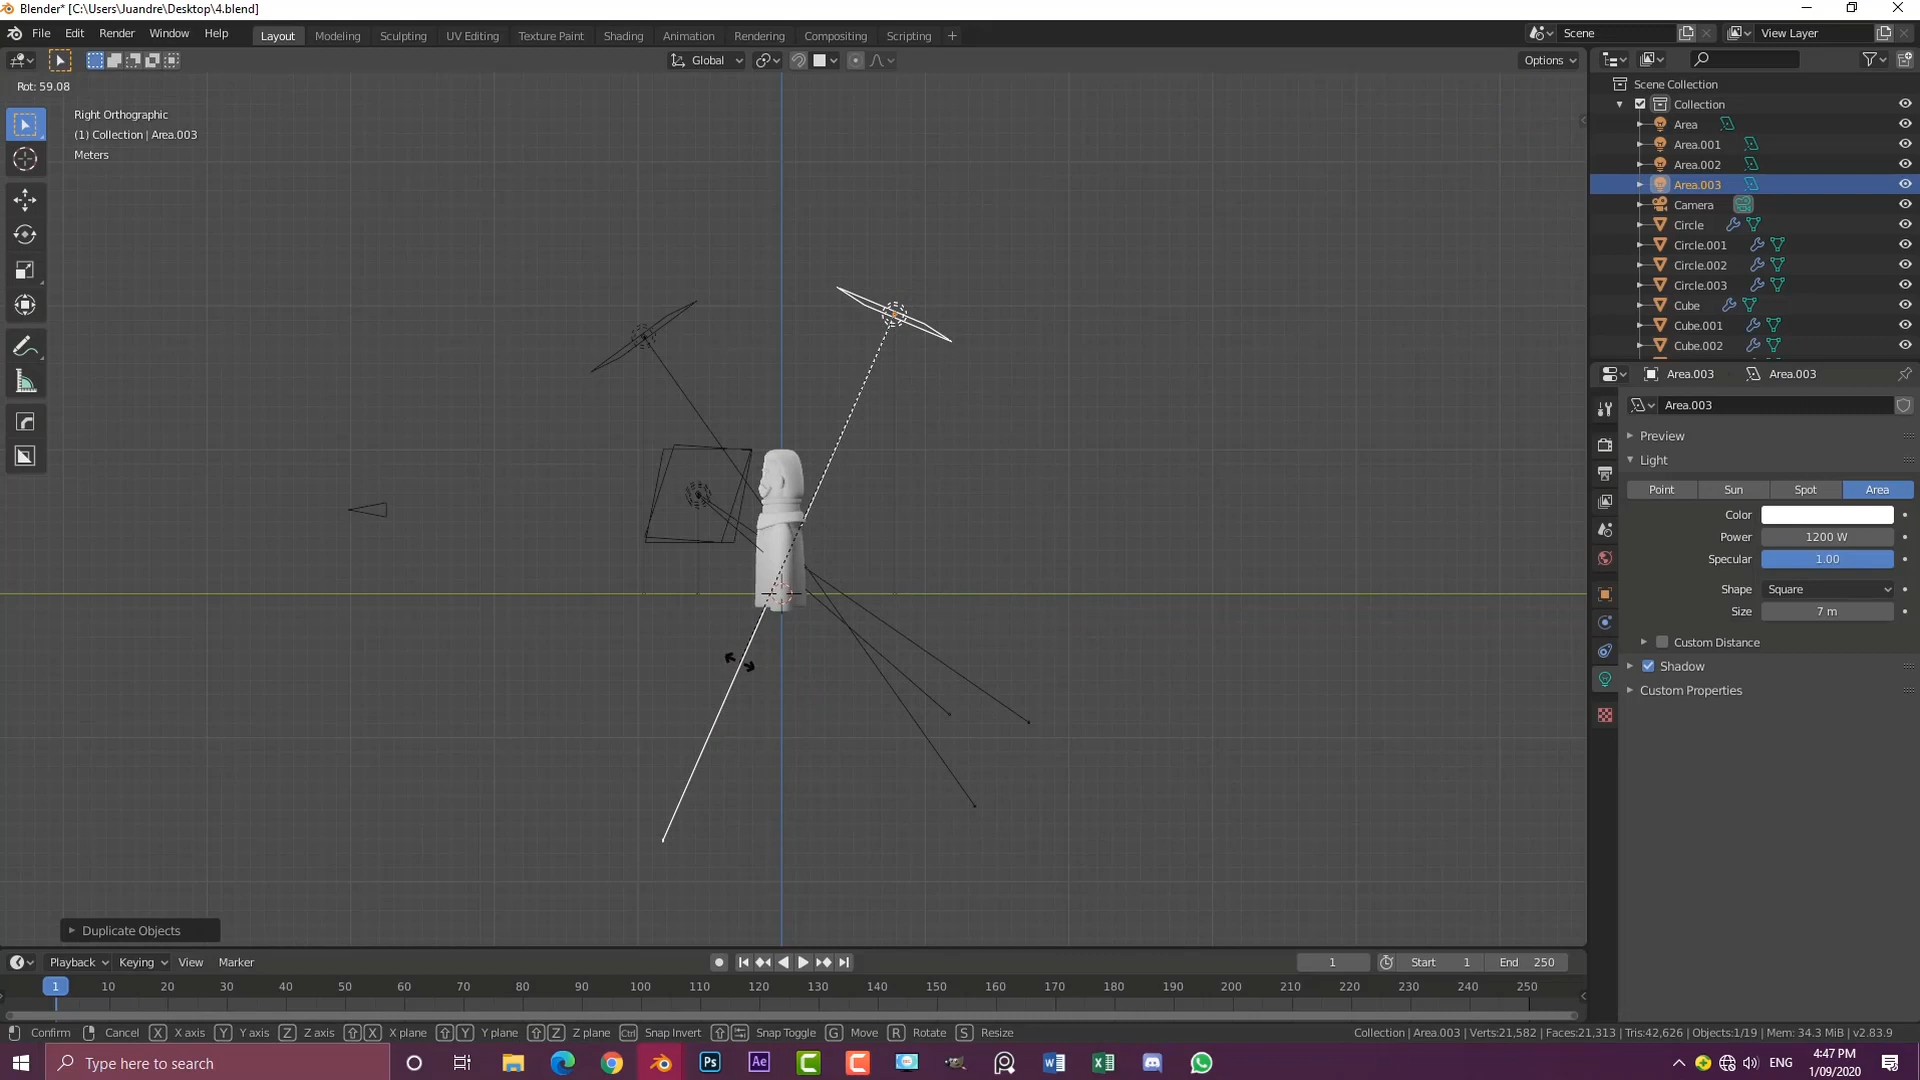 Blender* [C:\Users\Juandre\Desktop\4.blend]
File Edit Render Window Help
Layout Modeling Sculpting UV Editing Texture Paint Shading Animation Rendering Compositing Scripting +
Scene
View Layer
Global
Options
Rot: 59.08
Right Orthographic
(1) Collection | Area.003
Meters
Scene Collection
Collection
Area
Area.001
Area.002
Area.003
Camera
Circle
Circle.001
Circle.002
Circle.003
Cube
Cube.001
Cube.002
Area.003 Area.003
Area.003
Preview
Light
Point Sun Spot Area
Color
Power 1200 W
Specular 1.00
Shape Square
Size 7 m
Custom Distance
Shadow
Custom Properties
Duplicate Objects
Playback Keying View Marker
1 Start 1 End 250
1 10 20 30 40 50 60 70 80 90 100 110 120 130 140 150 160 170 180 190 200 210 220 230 240 250
Confirm Cancel X X axis Y Y axis Z Z axis X X plane Y Y plane Z Z plane Ctrl Snap Invert Snap Toggle G Move R Rotate S Resize
Collection | Area.003 | Verts:21,582 | Faces:21,313 | Tris:42,626 | Objects:1/19 | Mem: 34.3 MiB | v2.83.9
Type here to search
Ps Ae
ENG
4:47 PM
1/09/2020